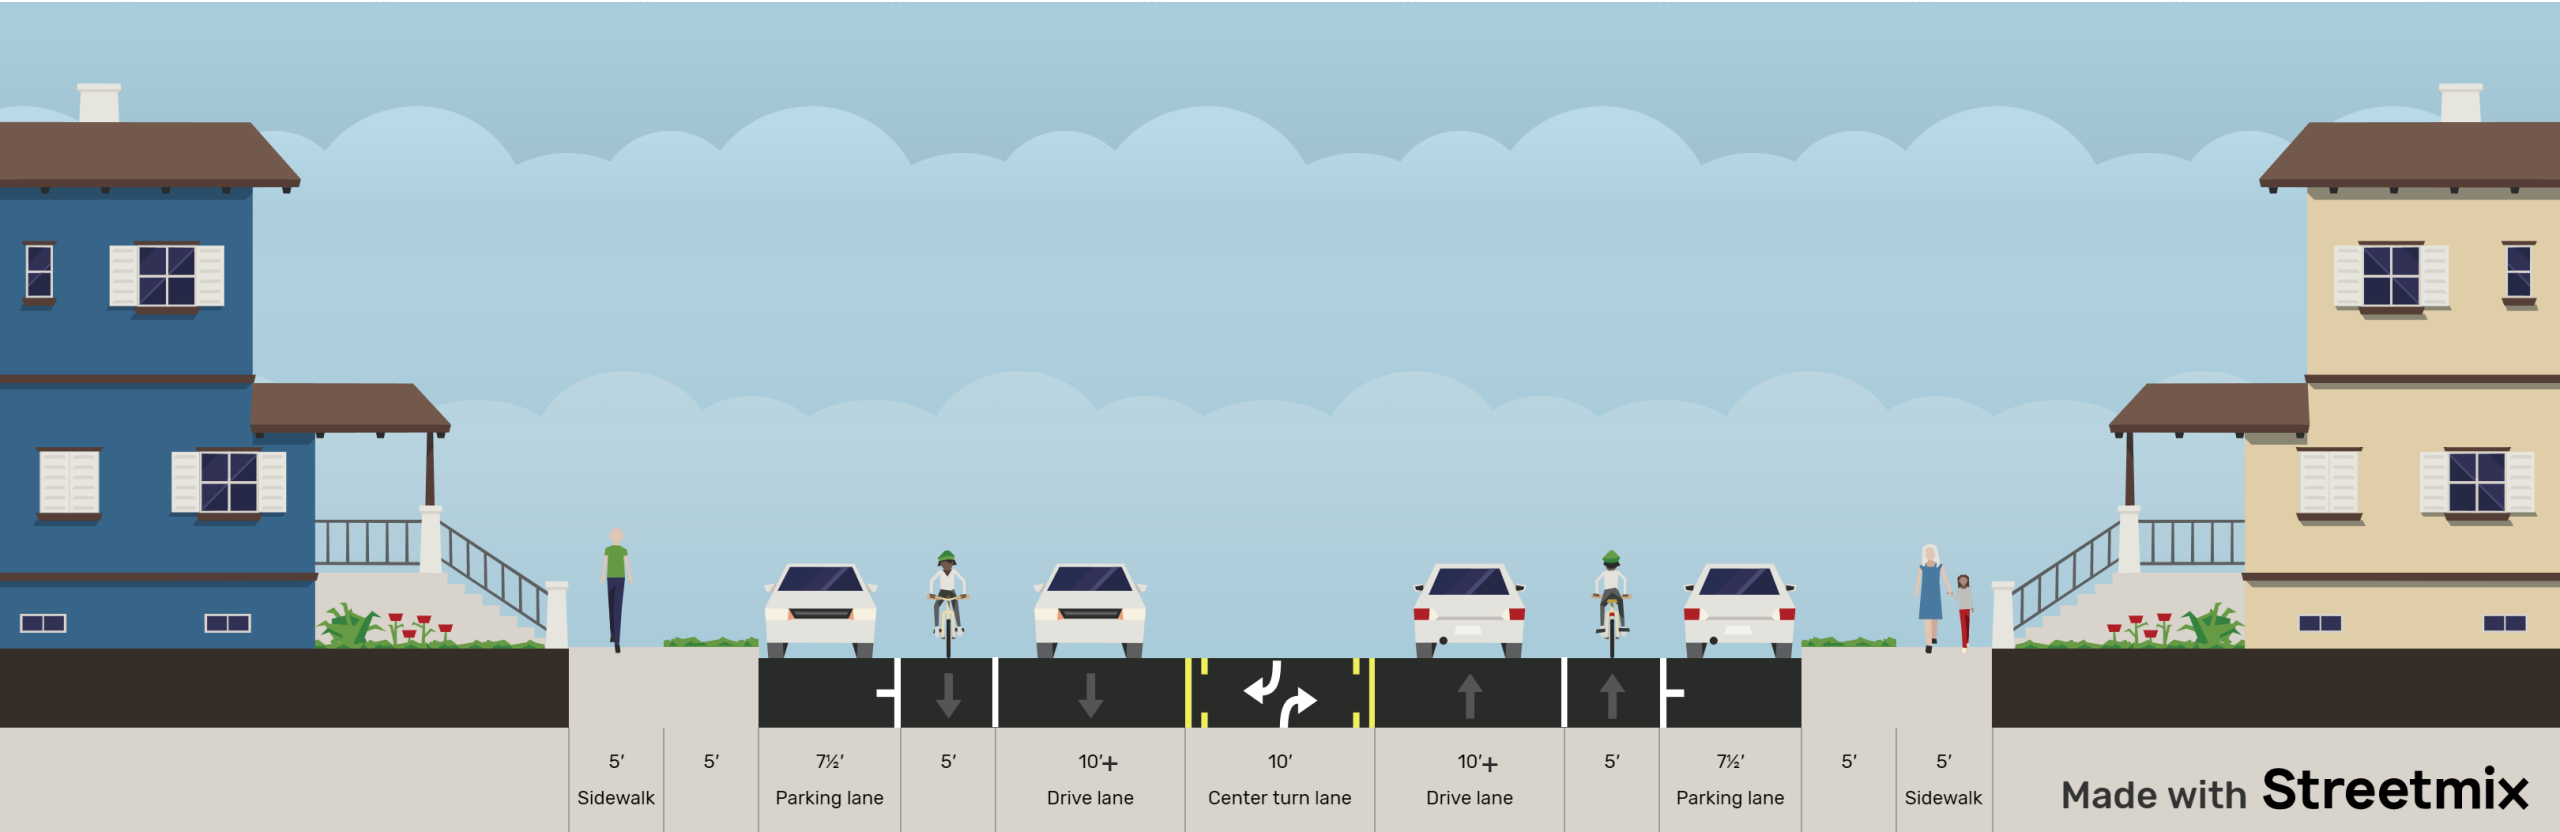 5′ 5′ 7½′ 5′ 10′+ 10′ 10′+ 5′ 7½′ 5′ 5′
Sidewalk Parking lane Drive lane Center turn lane Drive lane Parking lane Sidewalk
Made with Streetmix